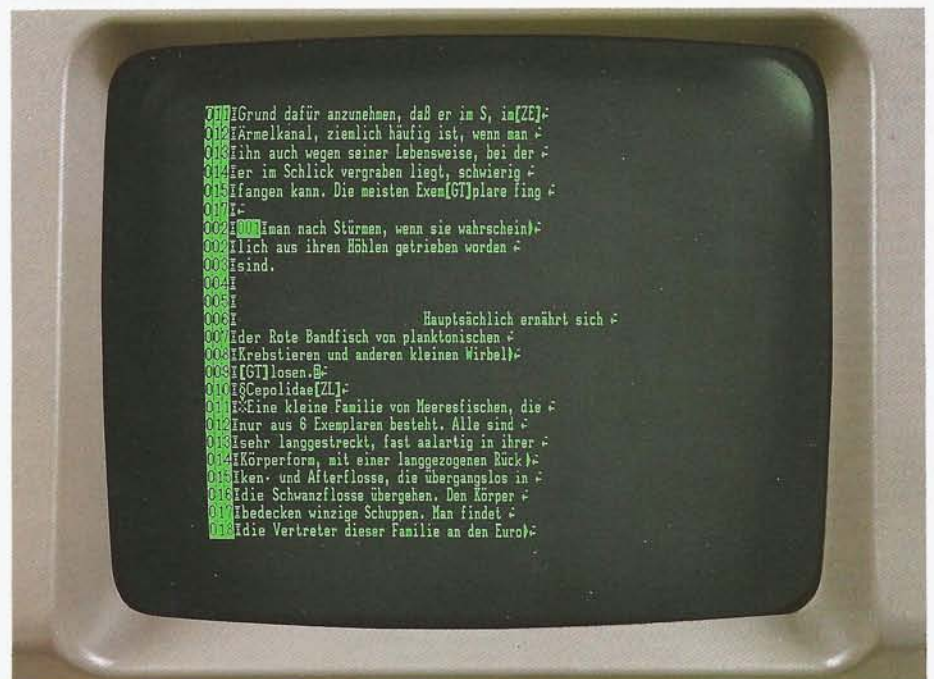 011 Grund dafür anzunehmen, daß er im S, im[ZE]
012 Ärmelkanal, ziemlich häufig ist, wenn man
013 ihn auch wegen seiner Lebensweise, bei der
014 er im Schlick vergraben liegt, schwierig
015 fangen kann. Die meisten Exem[GT]plare fing
017
002 001 man nach Stürmen, wenn sie wahrschein)
002 lich aus ihren Höhlen getrieben worden
003 sind.
004
005
006 Hauptsächlich ernährt sich
007 der Rote Bandfisch von planktonischen
008 Krebstieren und anderen kleinen Wirbel)
009 [GT]losen.
010 §Cepolidae[ZL]
011 Eine kleine Familie von Meeresfischen, die
012 nur aus 6 Exemplaren besteht. Alle sind
013 sehr langgestreckt, fast aalartig in ihrer
014 Körperform, mit einer langgezogenen Rück)
015 ken- und Afterflosse, die übergangslos in
016 die Schwanzflosse übergehen. Den Körper
017 bedecken winzige Schuppen. Man findet
018 die Vertreter dieser Familie an den Euro)